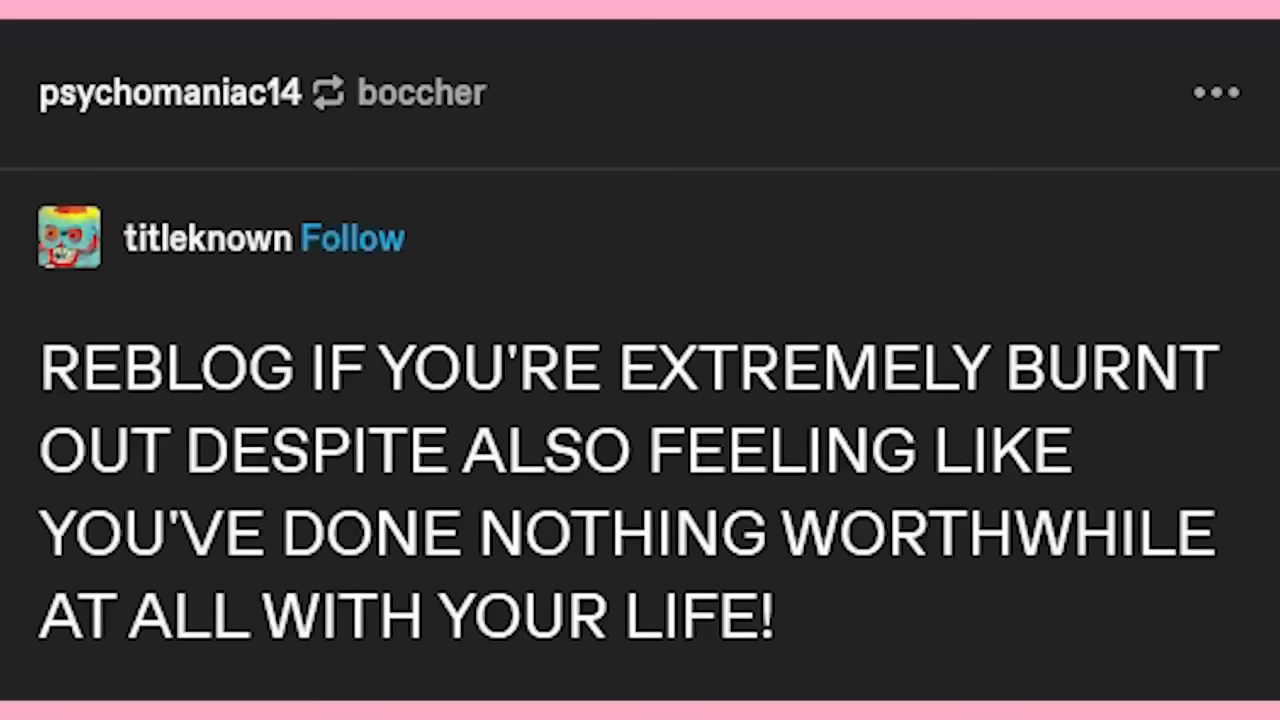 psychomaniac14 boccher
titleknown Follow
REBLOG IF YOU'RE EXTREMELY BURNT
OUT DESPITE ALSO FEELING LIKE
YOU'VE DONE NOTHING WORTHWHILE
AT ALL WITH YOUR LIFE!